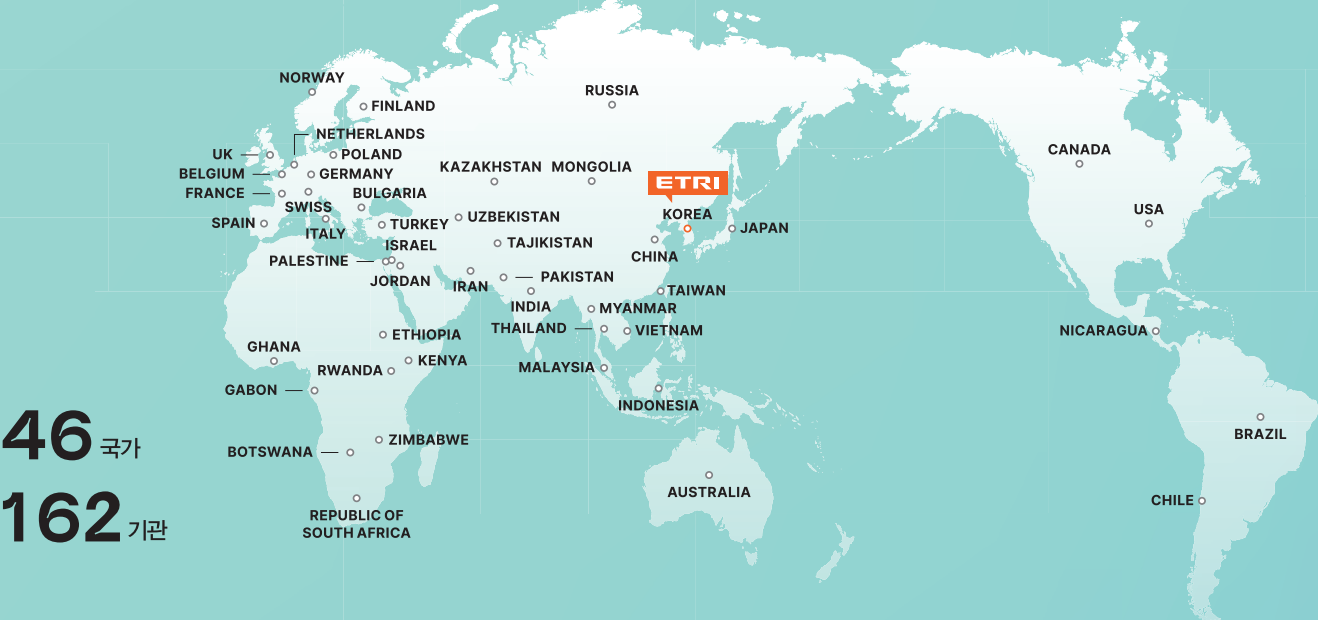 NORWAY
RUSSIA
FINLAND
NETHERLANDS
UK
POLAND
CANADA
BELGIUM
GERMANY
KAZAKHSTAN
MONGOLIA
ETRI
FRANCE
BULGARIA
SWISS
USA
KOREA
SPAIN
TURKEY
UZBEKISTAN
JAPAN
ITALY
ISRAEL
TAJIKISTAN
CHINA
PALESTINE
JORDAN
IRAN
PAKISTAN
TAIWAN
INDIA
MYANMAR
THAILAND
VIETNAM
NICARAGUA
ETHIOPIA
GHANA
KENYA
RWANDA
MALAYSIA
GABON
INDONESIA
46 국가
BRAZIL
ZIMBABWE
BOTSWANA
AUSTRALIA
CHILE
162 기관
REPUBLIC OF
SOUTH AFRICA